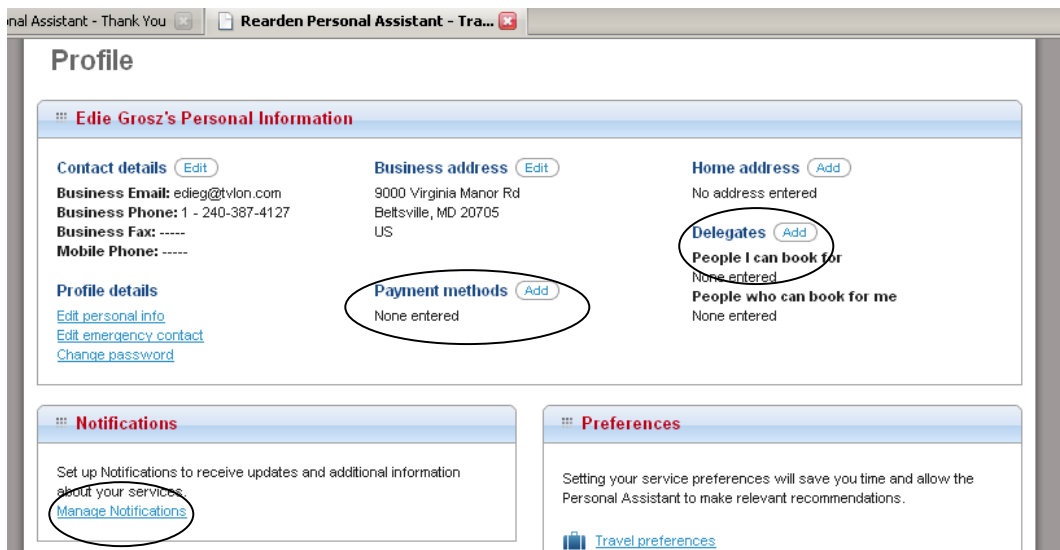 onal Assistant - Thank You
Rearden Personal Assistant - Tra...
Profile
Edie Grosz's Personal Information
Contact details Edit
Business Email: edieg@tvlon.com
Business Phone: 1 - 240-387-4127
Business Fax: -----
Mobile Phone: -----
Profile details
Edit personal info
Edit emergency contact
Change password
Business address Edit
9000 Virginia Manor Rd
Beltsville, MD 20705
US
Payment methods Add
None entered
Home address Add
No address entered
Delegates Add
People I can book for
None entered
People who can book for me
None entered
Notifications
Set up Notifications to receive updates and additional information
about your services.
Manage Notifications
Preferences
Setting your service preferences will save you time and allow the
Personal Assistant to make relevant recommendations.
Travel preferences